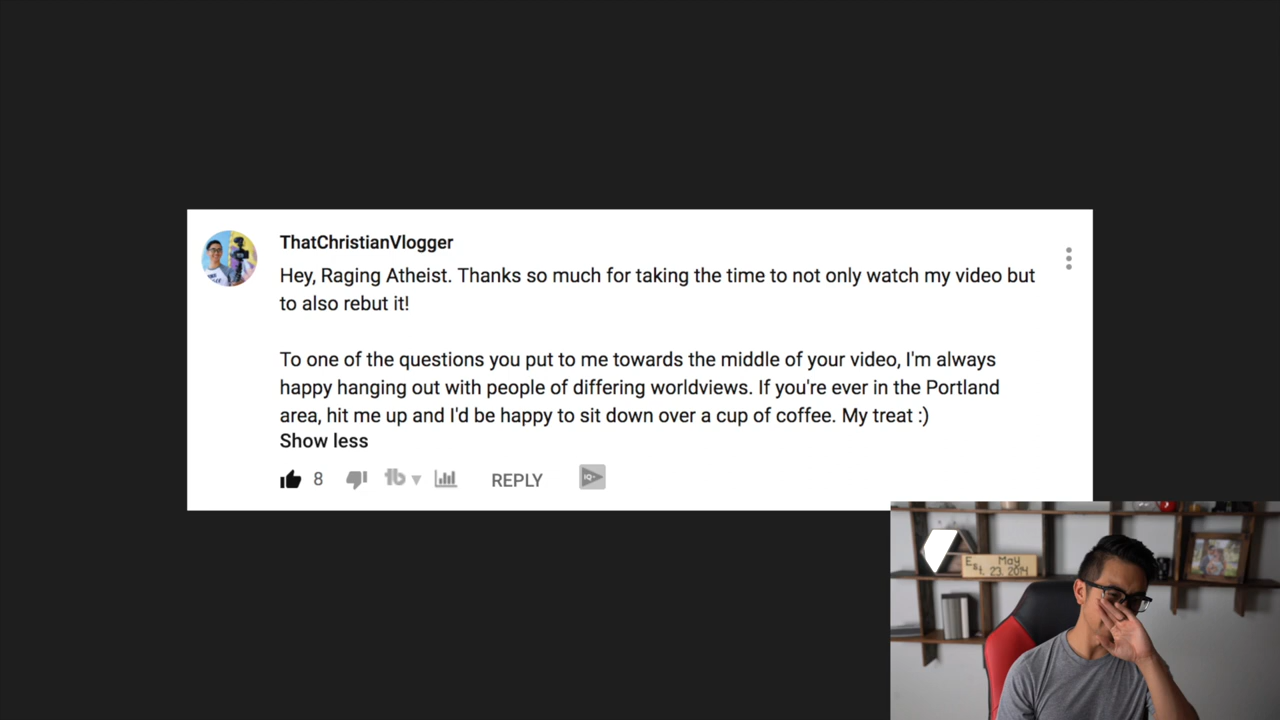 ThatChristianVlogger
Hey, Raging Atheist. Thanks so much for taking the time to not only watch my video but
to also rebut it!
To one of the questions you put to me towards the middle of your video, I'm always
happy hanging out with people of differing worldviews. If you're ever in the Portland
area, hit me up and I'd be happy to sit down over a cup of coffee. My treat :)
Show less
8 REPLY
May
Est. 23. 2014